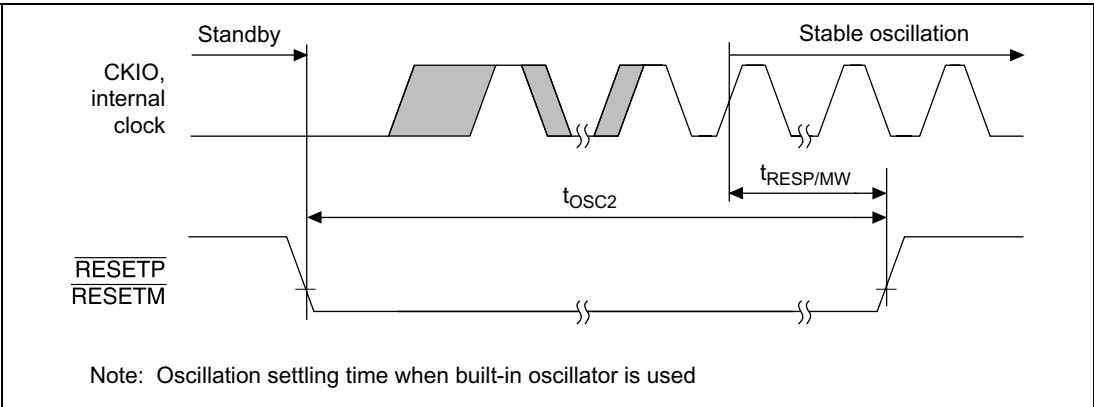 Standby
Stable oscillation
CKIO,
internal
clock
tRESP/MW
tOSC2
RESETP
RESETM
Note: Oscillation settling time when built-in oscillator is used